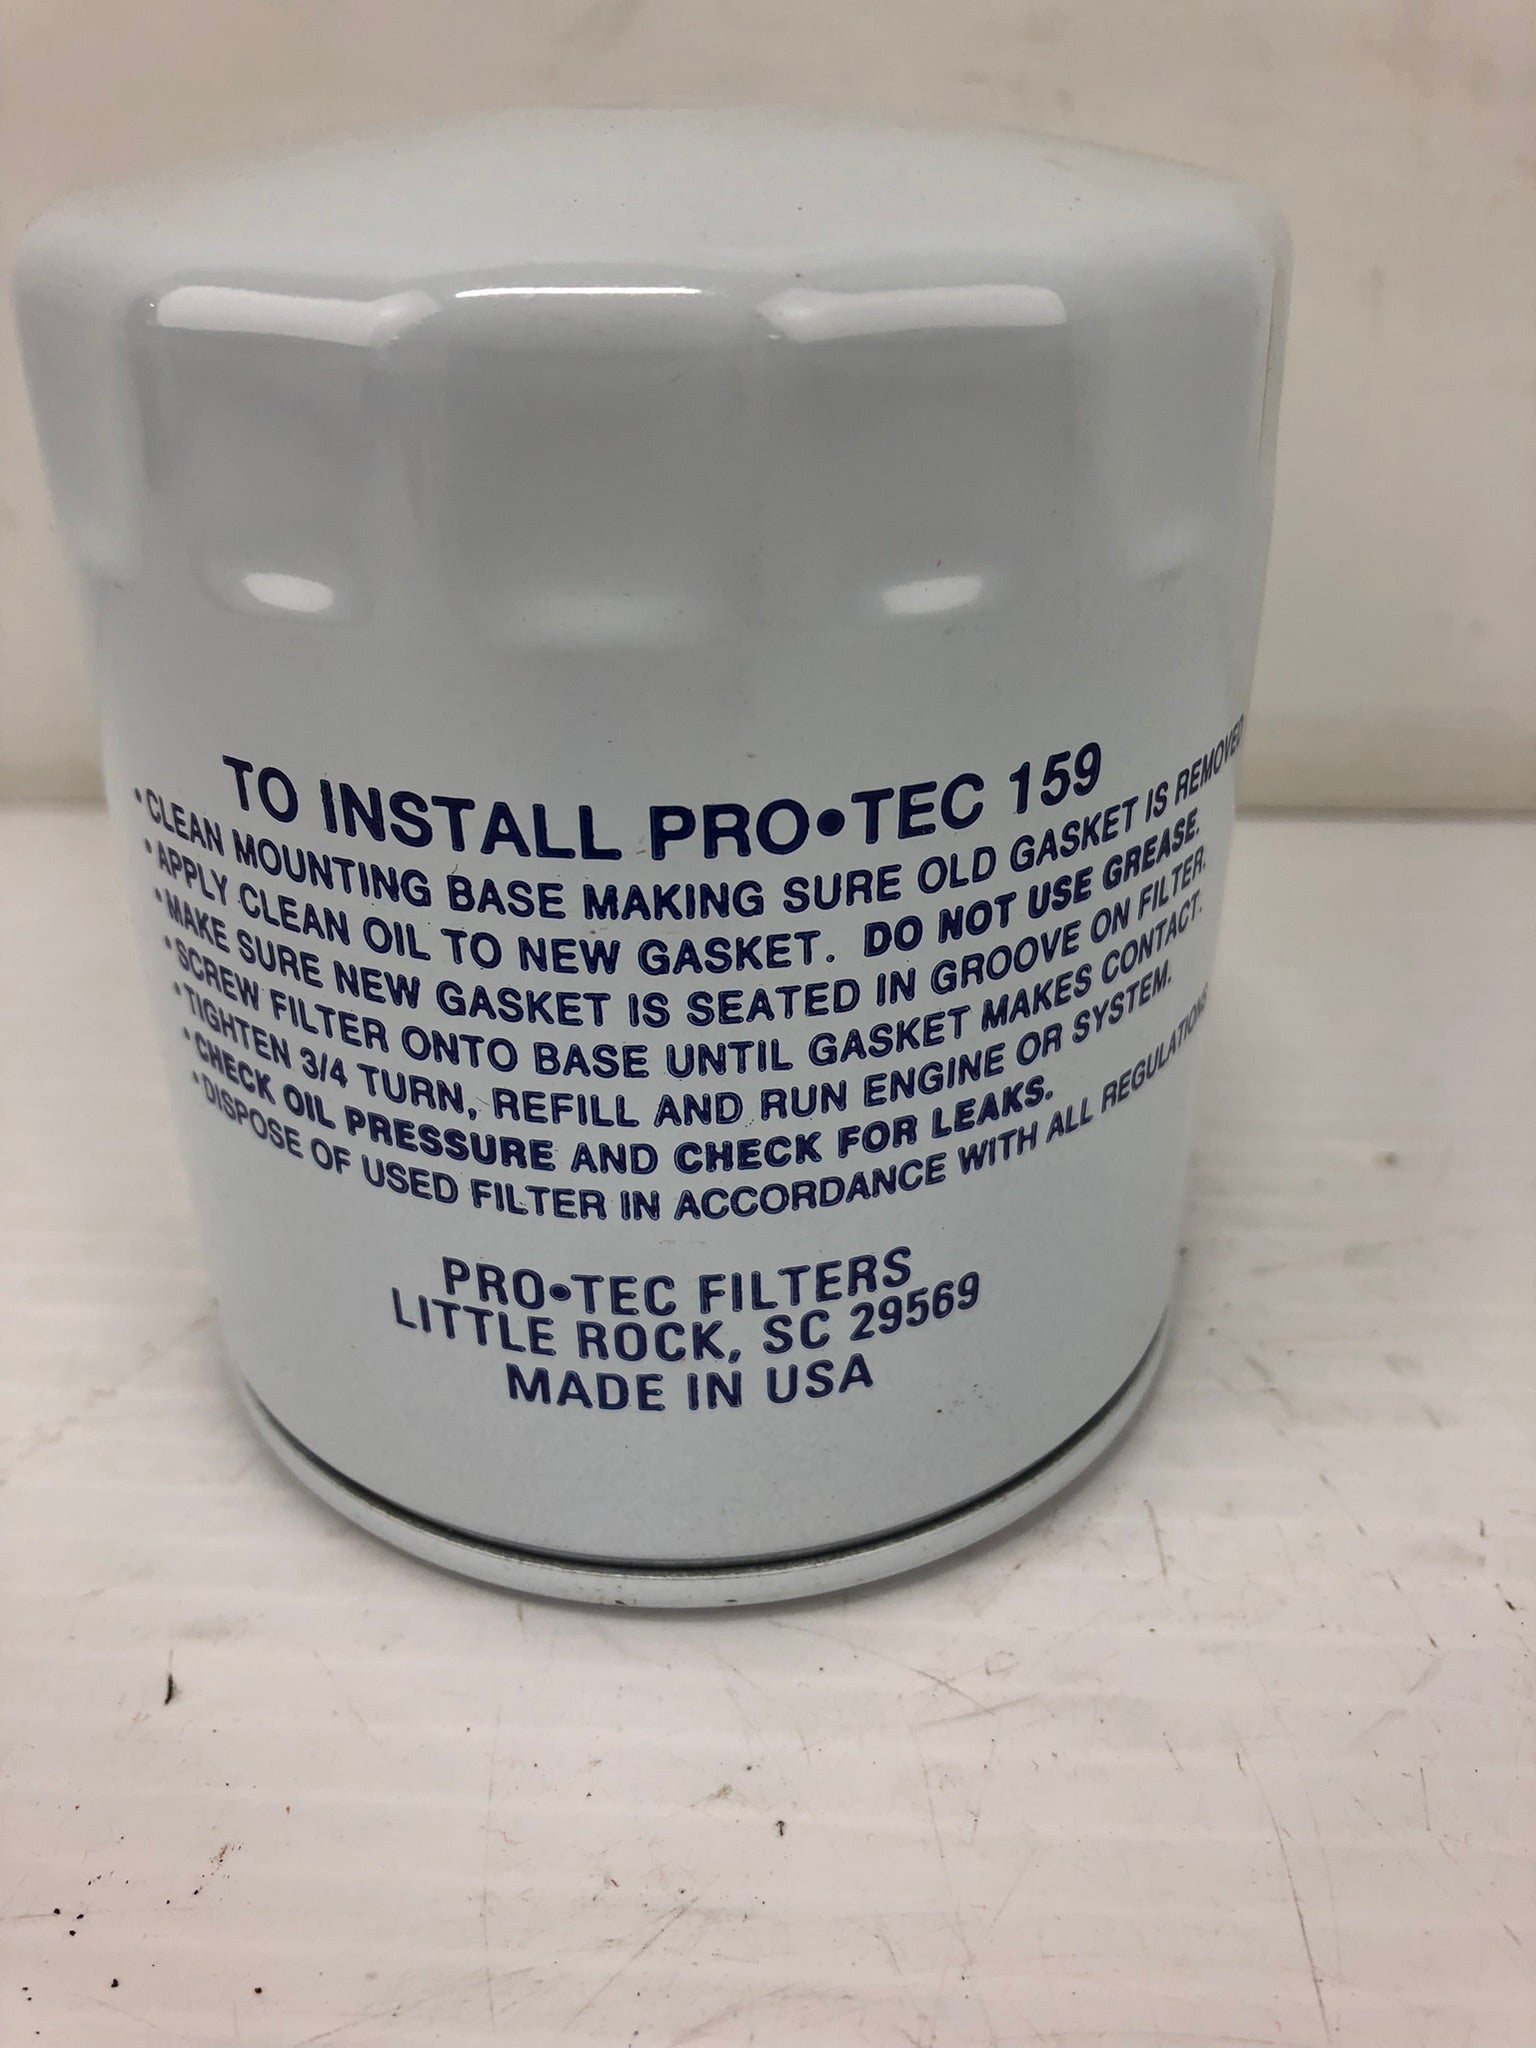 TO INSTALL PRO•TEC 159
•CLEAN MOUNTING BASE MAKING SURE OLD GASKET IS REMOVED
•APPLY CLEAN OIL TO NEW GASKET. DO NOT USE GREASE.
•MAKE SURE NEW GASKET IS SEATED IN GROOVE ON FILTER.
•SCREW FILTER ONTO BASE UNTIL GASKET MAKES CONTACT.
•TIGHTEN 3/4 TURN, REFILL AND RUN ENGINE OR SYSTEM.
•CHECK OIL PRESSURE AND CHECK FOR LEAKS.
•DISPOSE OF USED FILTER IN ACCORDANCE WITH ALL REGULATIONS
PRO•TEC FILTERS
LITTLE ROCK, SC 29569
MADE IN USA